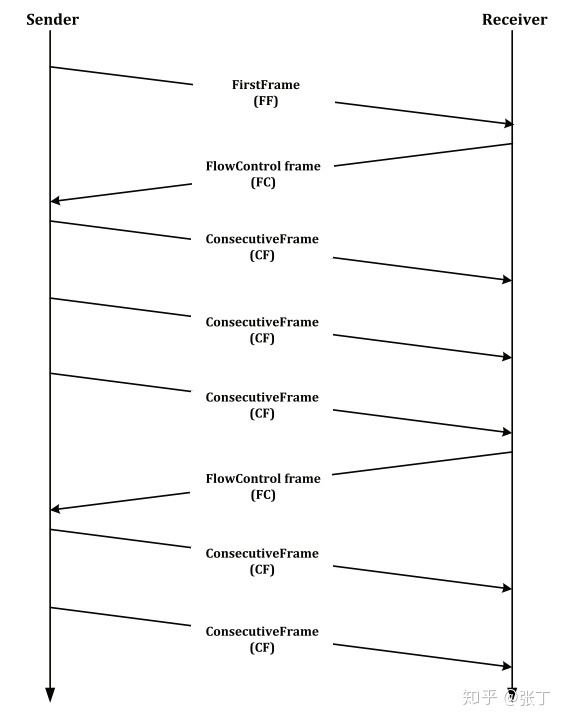 Sender
Receiver
FirstFrame
(FF)
FlowControl frame
(FC)
ConsecutiveFrame
(CF)
ConsecutiveFrame
(CF)
ConsecutiveFrame
(CF)
FlowControl frame
(FC)
ConsecutiveFrame
(CF)
ConsecutiveFrame
(CF)
知乎 @张丁